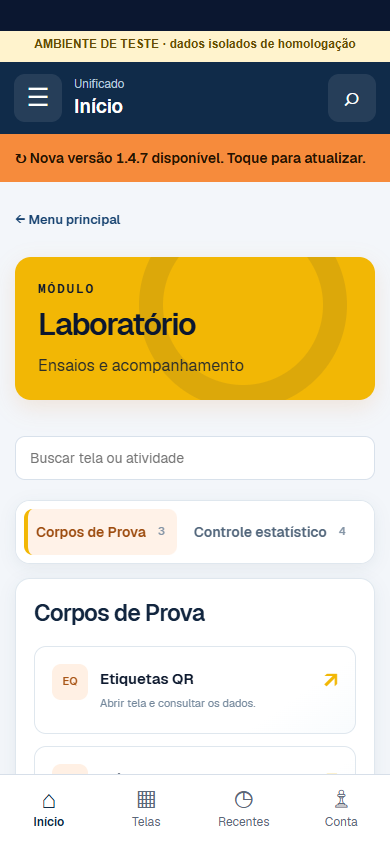 AMBIENTE DE TESTE · dados isolados de homologação
Unificado
Início
↻ Nova versão 1.4.7 disponível. Toque para atualizar.
← Menu principal
MÓDULO
Laboratório
Ensaios e acompanhamento
Buscar tela ou atividade
Corpos de Prova 3
Controle estatístico 4
Corpos de Prova
EQ
Etiquetas QR
Abrir tela e consultar os dados.
Início
Telas
Recentes
Conta